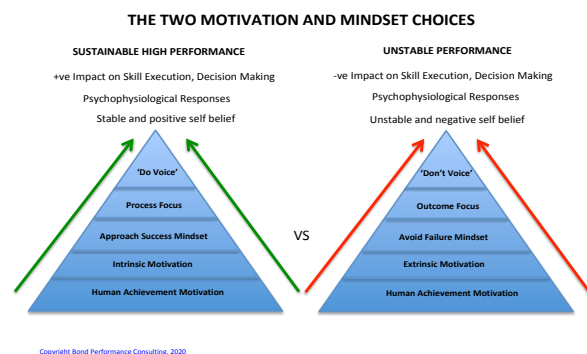 THE TWO MOTIVATION AND MINDSET CHOICES
SUSTAINABLE HIGH PERFORMANCE
+ve Impact on Skill Execution, Decision Making
Psychophysiological Responses
Stable and positive self belief
'Do Voice'
Process Focus
Approach Success Mindset
Intrinsic Motivation
Human Achievement Motivation
VS
UNSTABLE PERFORMANCE
-ve Impact on Skill Execution, Decision Making
Psychophysiological Responses
Unstable and negative self belief
'Don't Voice'
Outcome Focus
Avoid Failure Mindset
Extrinsic Motivation
Human Achievement Motivation
Copyright Bond Performance Consulting, 2020